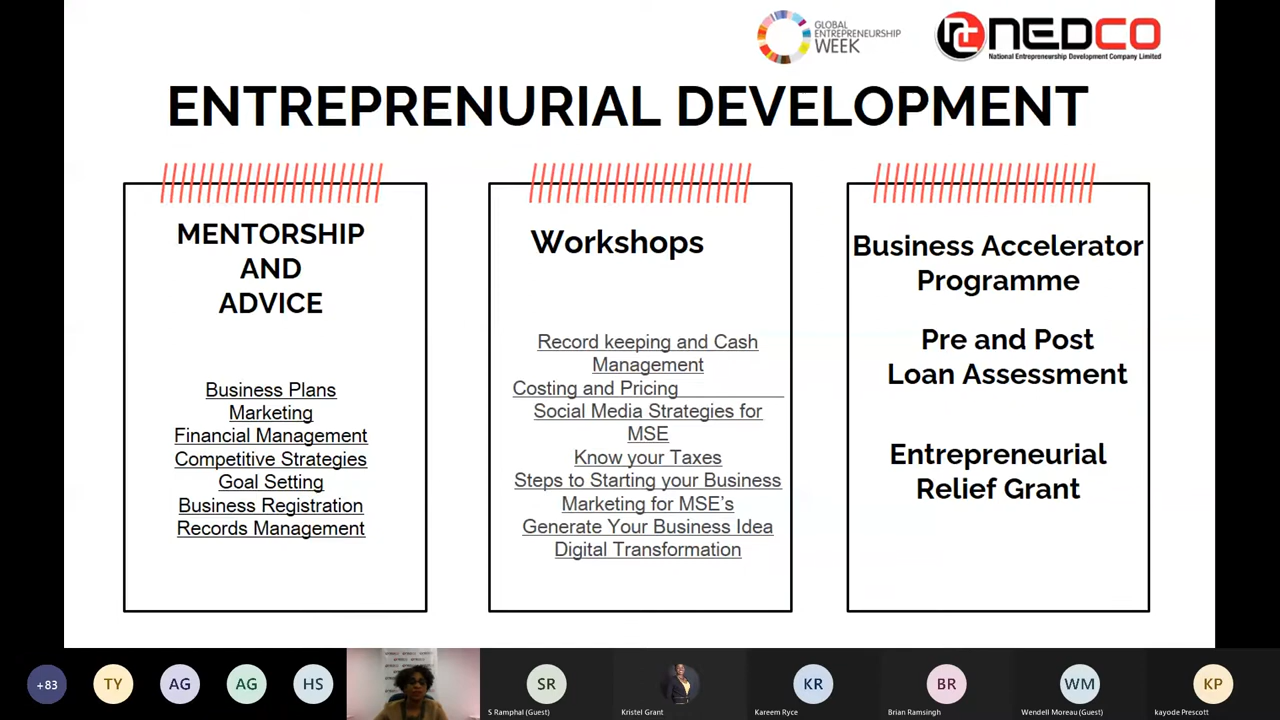 GLOBAL
ENTREPRENEURSHIP
WEEK
NEDCO
National Entrepreneurship Development Company Limited
ENTREPRENURIAL DEVELOPMENT
MENTORSHIP
AND
ADVICE
Business Plans
Marketing
Financial Management
Competitive Strategies
Goal Setting
Business Registration
Records Management
Workshops
Record keeping and Cash
Management
Costing and Pricing
Social Media Strategies for
MSE
Know your Taxes
Steps to Starting your Business
Marketing for MSE's
Generate Your Business Idea
Digital Transformation
Business Accelerator
Programme
Pre and Post
Loan Assessment
Entrepreneurial
Relief Grant
+83
TY
AG
AG
HS
SR
S Ramphal (Guest)
Kristel Grant
KR
Kareem Ryce
BR
Brian Ramsingh
WM
Wendell Moreau (Guest)
KP
kayode Prescott